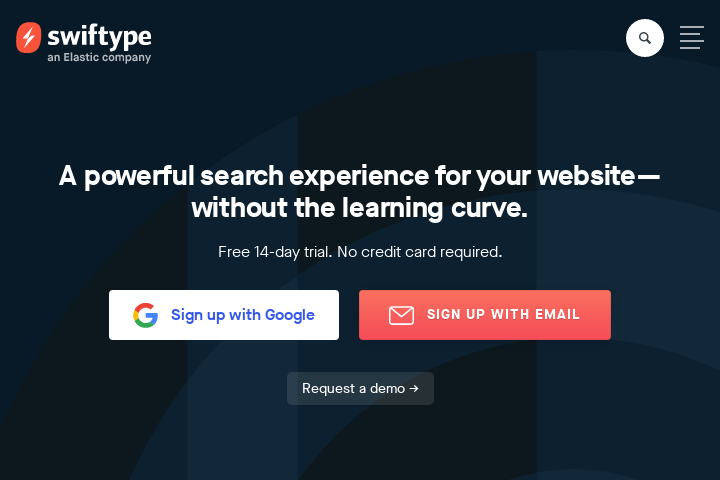 swiftype
an Elastic company
A powerful search experience for your website—
without the learning curve.
Free 14-day trial. No credit card required.
Sign up with Google
SIGN UP WITH EMAIL
Request a demo →